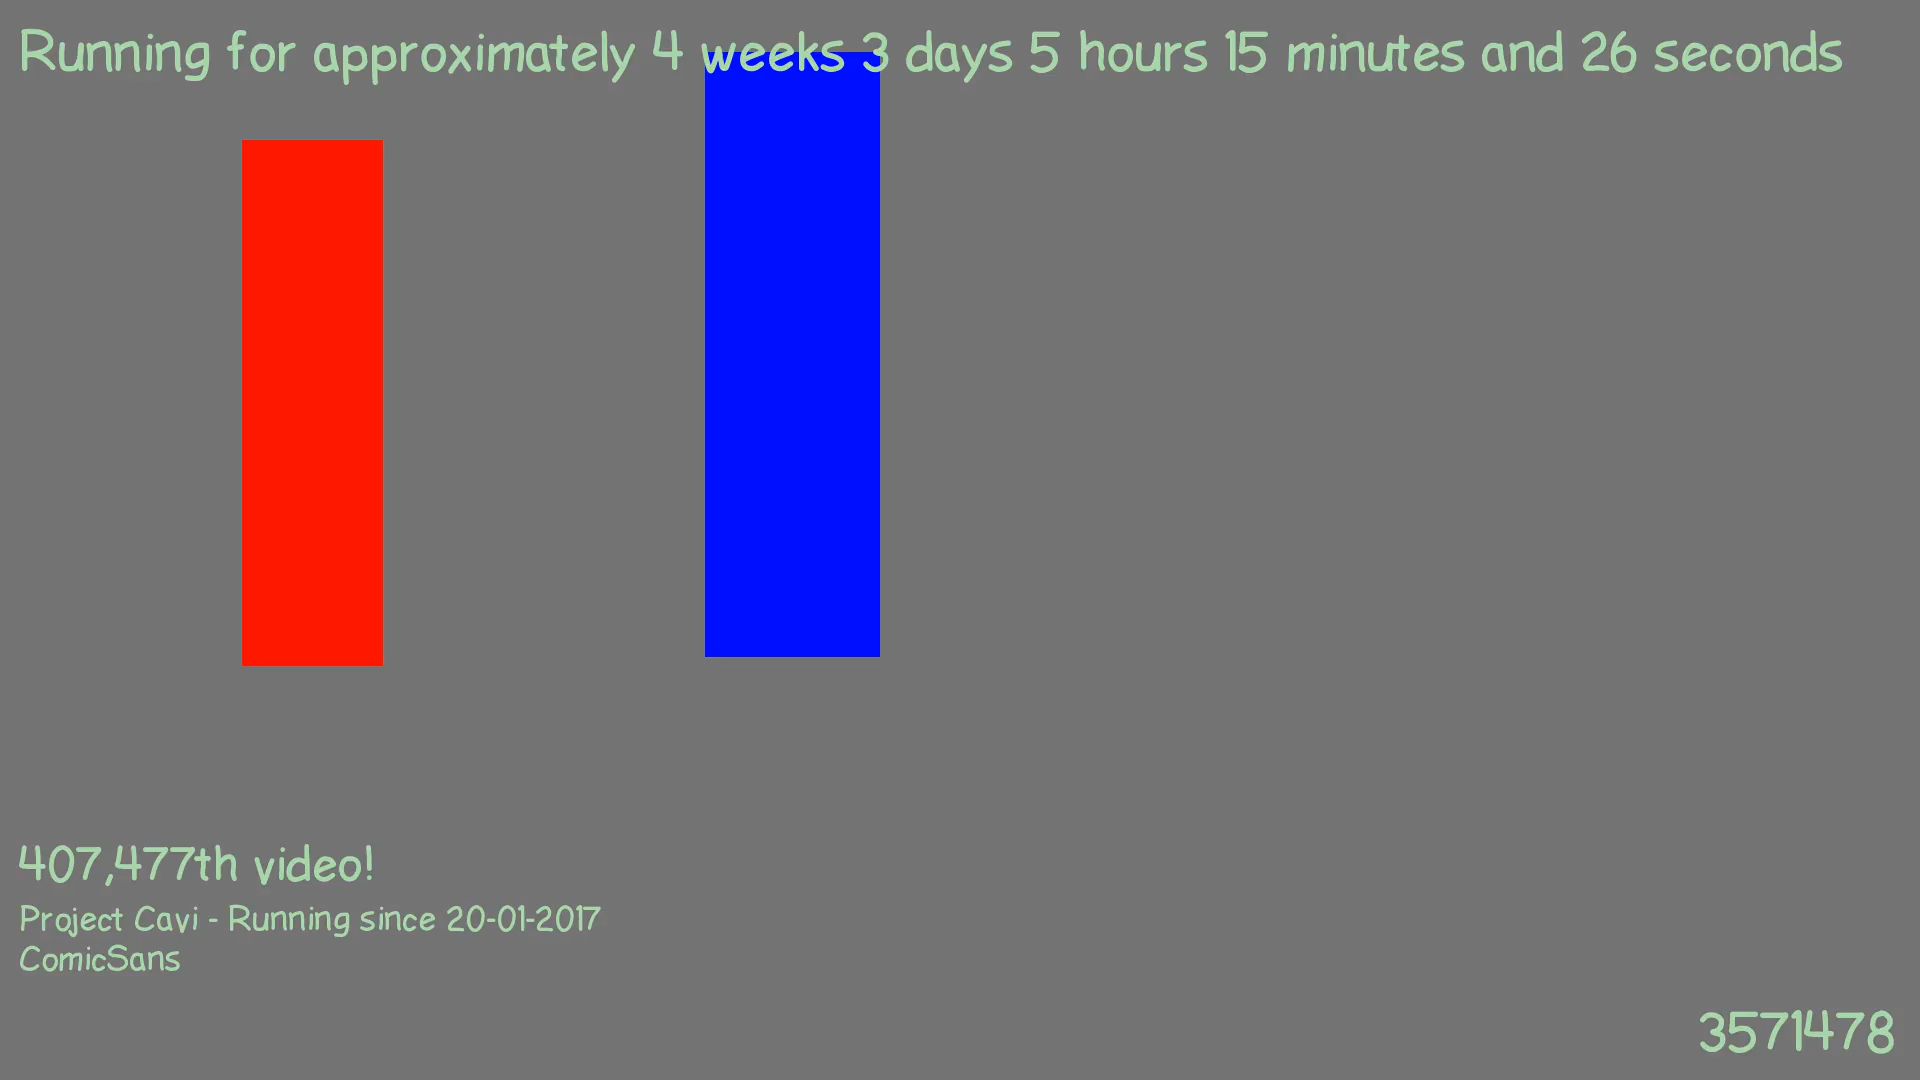 Running for approximately 4 weeks 3 days 5 hours 15 minutes and 26 seconds
407,477th video!
Project Cavi - Running since 20-01-2017
ComicSans
3571478